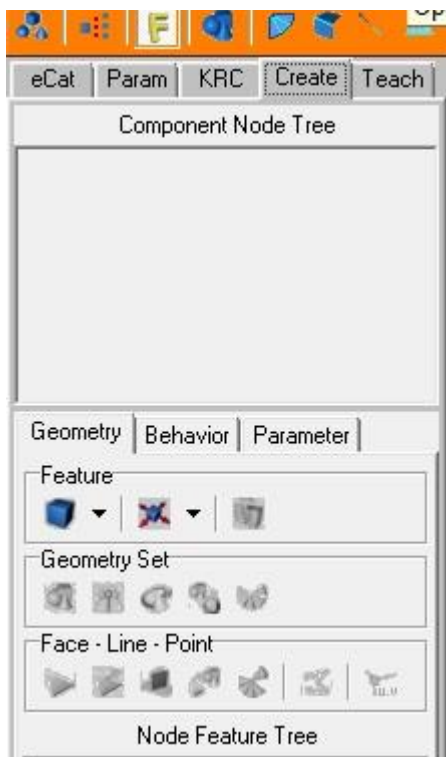 Op
eCat Param KRC Create Teach
Component Node Tree
Geometry Behavior Parameter
Feature
Geometry Set
Face - Line - Point
Node Feature Tree